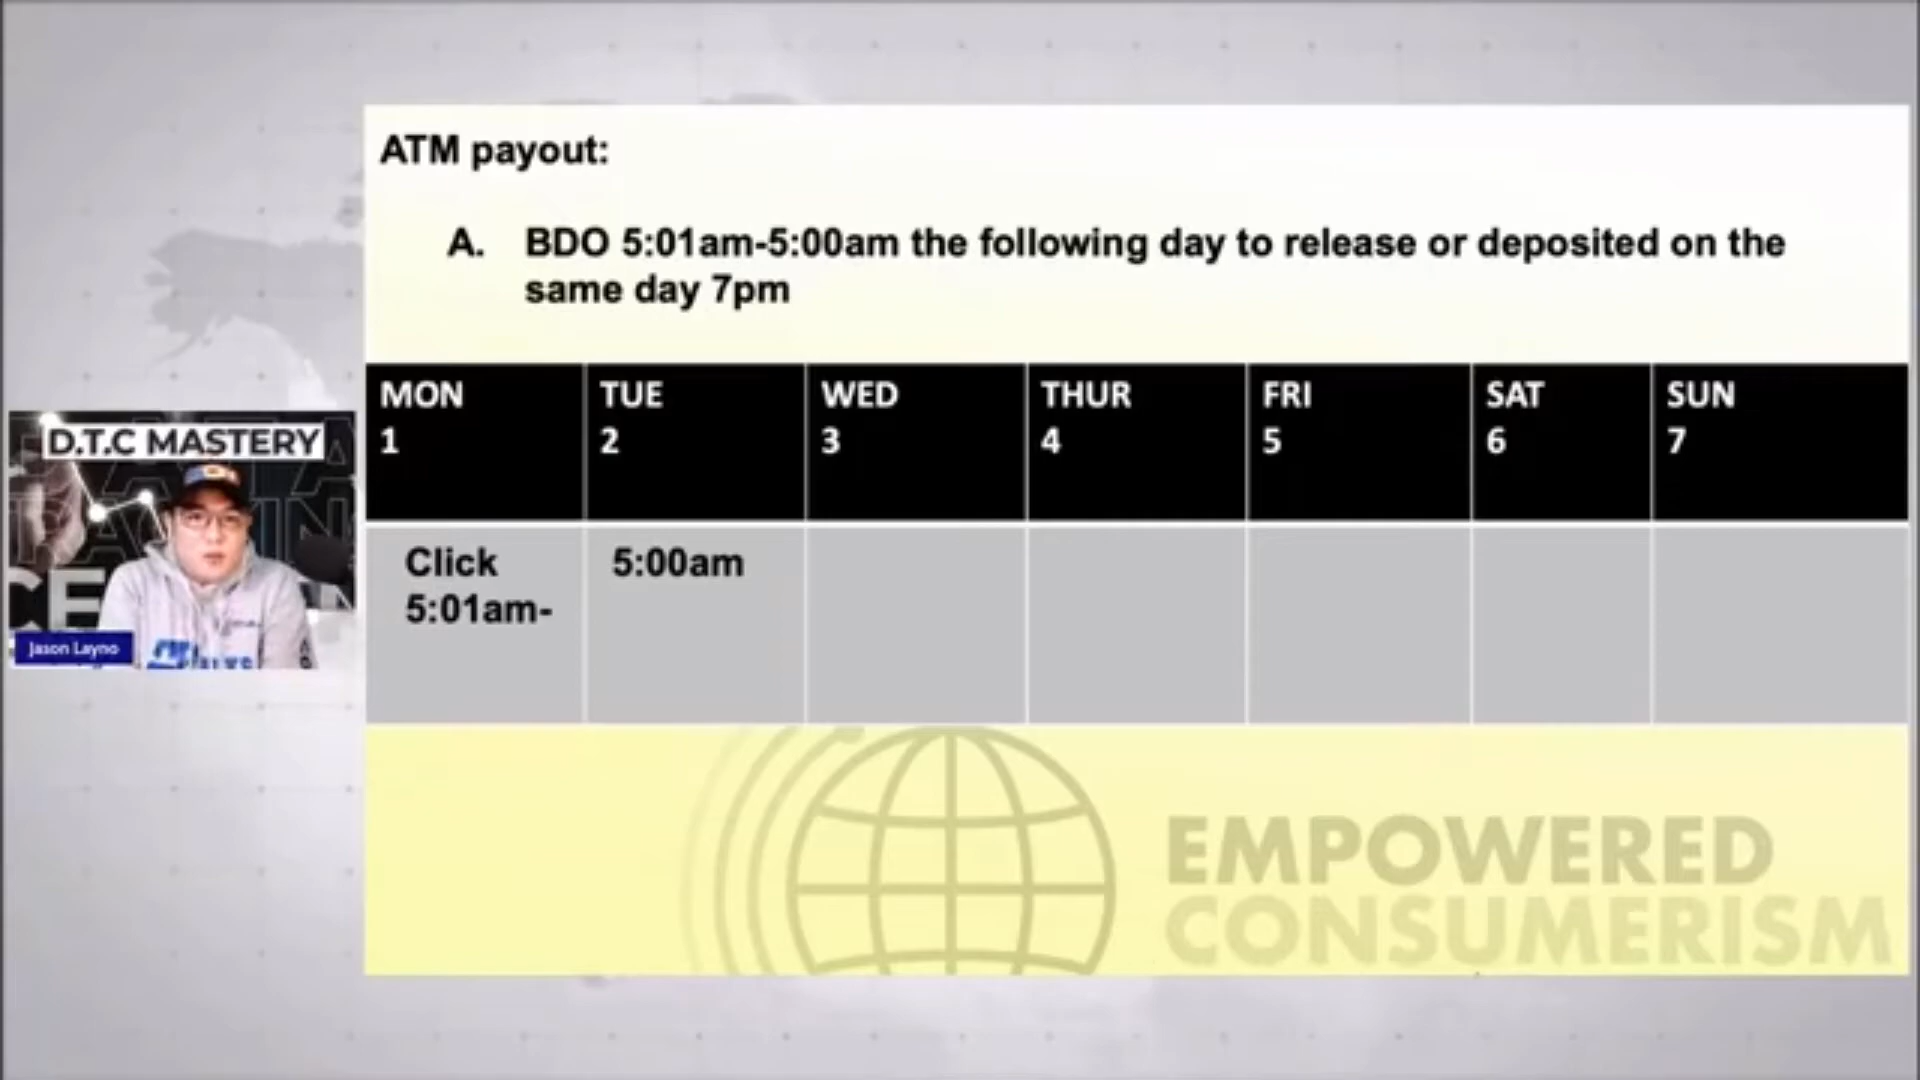 ATM payout:
A. BDO 5:01am-5:00am the following day to release or deposited on the
same day 7pm
MON TUE WED THUR FRI SAT SUN
1 2 3 4 5 6 7
Click 5:00am
5:01am-
D.T.C MASTERY
Jason Layno
EMPOWERED
CONSUMERISM